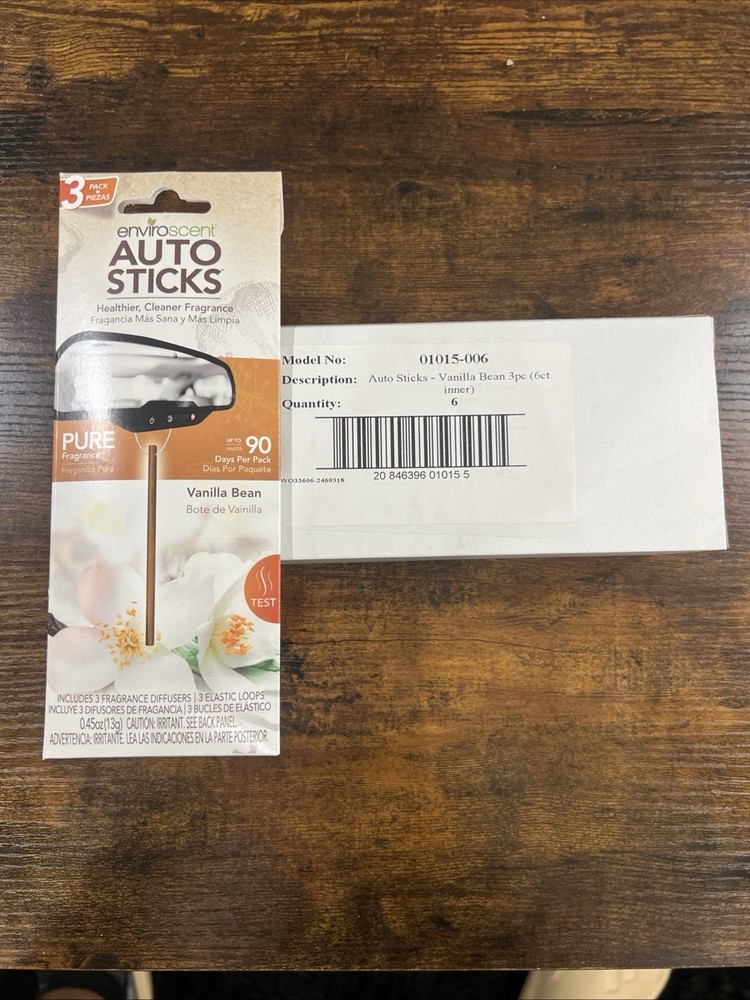 3 PACK
PIEZAS
enviroscent
AUTO
STICKS
Healthier, Cleaner Fragrance
Fragancia Más Sana y Más Limpia
PURE
Fragrance
Fragancia Pura
UP TO
HASTA
90
Days Per Pack
Días Por Paquete
Vanilla Bean
Bote de Vainilla
TEST
INCLUDES 3 FRAGRANCE DIFFUSERS | 3 ELASTIC LOOPS
INCLUYE 3 DIFUSORES DE FRAGANCIA | 3 BUCLES DE ELÁSTICO
0.45oz(13g) CAUTION: IRRITANT. SEE BACK PANEL.
ADVERTENCIA: IRRITANTE. LEA LAS INDICACIONES EN LA PARTE POSTERIOR.
Model No: 01015-006
Description: Auto Sticks - Vanilla Bean 3pc (6ct
inner)
Quantity: 6
WO33606-2460318
20 846396 01015 5